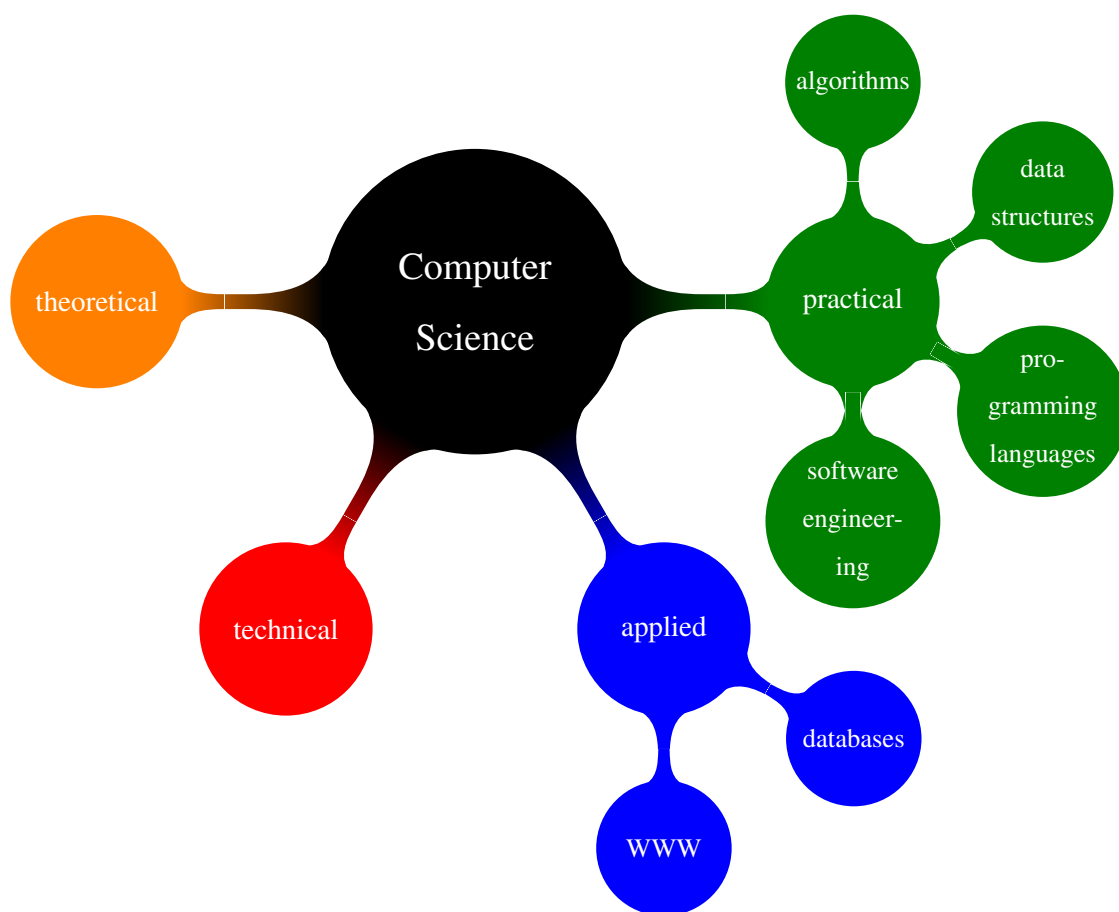 Computer
Science
practical
algorithms
data
structures
pro-
gramming
languages
software
engineer-
ing
applied
databases
WWW
technical
theoretical